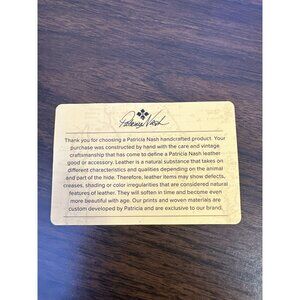 Patricia Nash
Thank you for choosing a Patricia Nash handcrafted product. Your
purchase was constructed by hand with the care and vintage
craftsmanship that has come to define a Patricia Nash leather
good or accessory. Leather is a natural substance that takes on
different characteristics and qualities depending on the animal
and part of the hide. Therefore, leather items may show defects,
creases, shading or color irregularities that are considered natural
features of leather. They will soften in time and become even
more beautiful with age. Our prints and woven materials are
custom developed by Patricia and are exclusive to our brand.